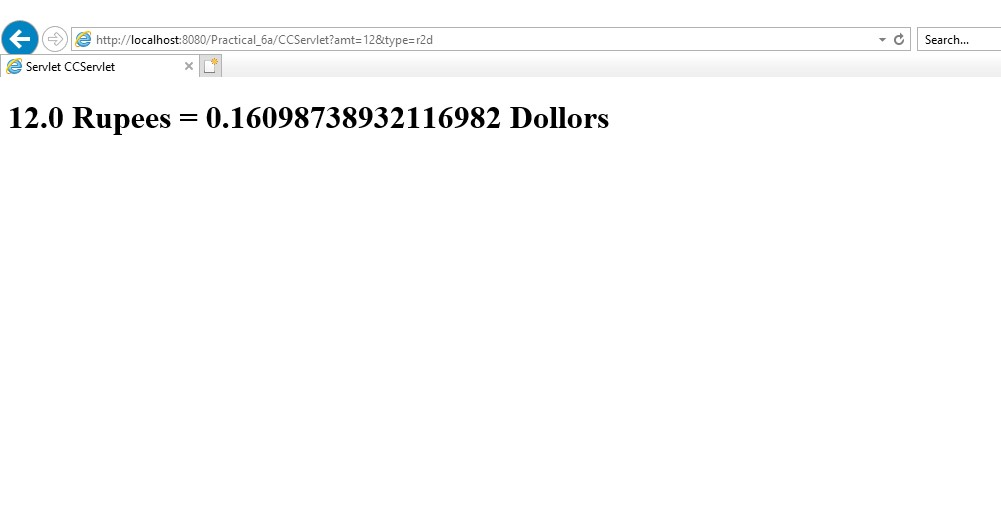 http://localhost:8080/Practical_6a/CCServlet?amt=12&type=r2d
Search...
Servlet CCServlet
12.0 Rupees = 0.16098738932116982 Dollors